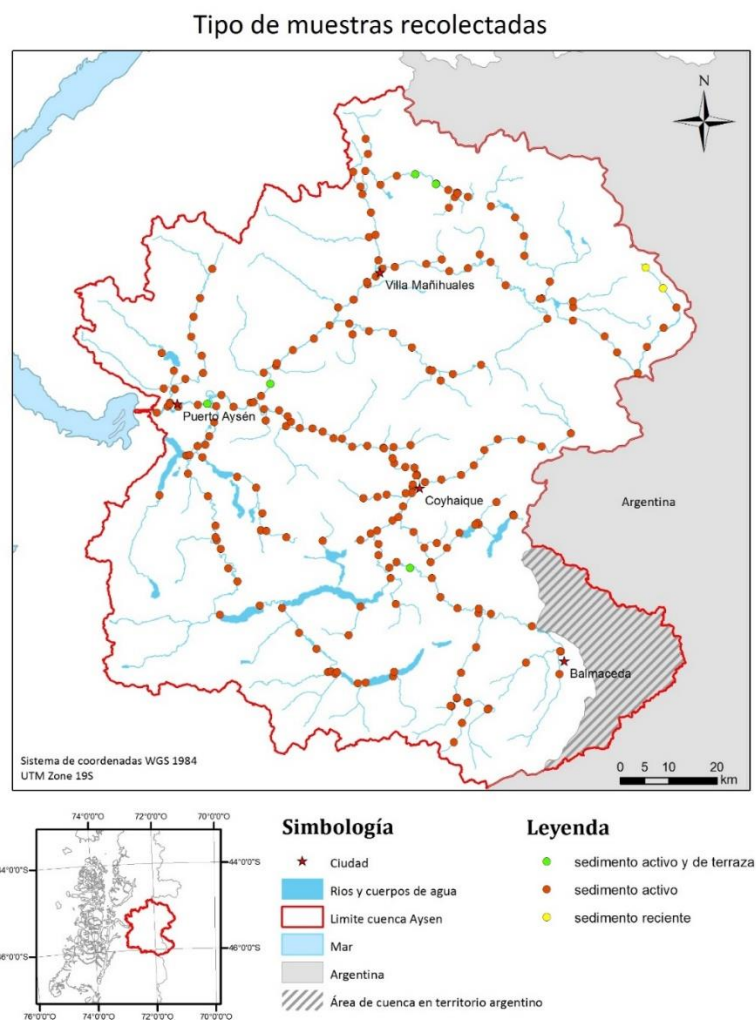 Tipo de muestras recolectadas
N
Villa Mañihuales
Puerto Aysén
Coyhaique
Argentina
Balmaceda
Sistema de coordenadas WGS 1984
UTM Zone 19S
0 5 10 20
km
74°0'0"O 72°0'0"O 70°0'0"O
44°0'0"S
44°0'0"S
46°0'0"S
46°0'0"S
76°0'0"O 74°0'0"O 72°0'0"O 70°0'0"O
Simbología
Ciudad
Rios y cuerpos de agua
Limite cuenca Aysen
Mar
Argentina
Área de cuenca en territorio argentino
Leyenda
sedimento activo y de terraza
sedimento activo
sedimento reciente